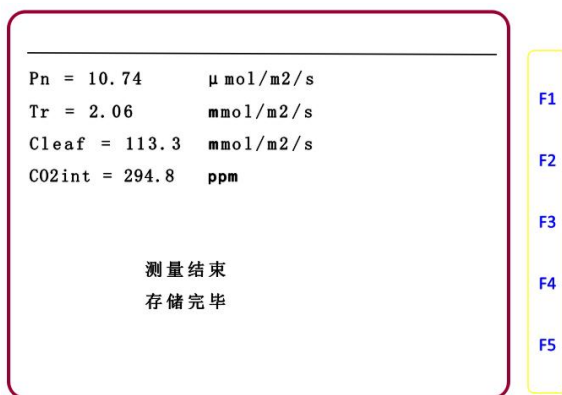 Pn = 10.74 μmol/m2/s
Tr = 2.06 mmol/m2/s
Cleaf = 113.3 mmol/m2/s
CO2int = 294.8 ppm
测量结束
存储完毕
F1
F2
F3
F4
F5